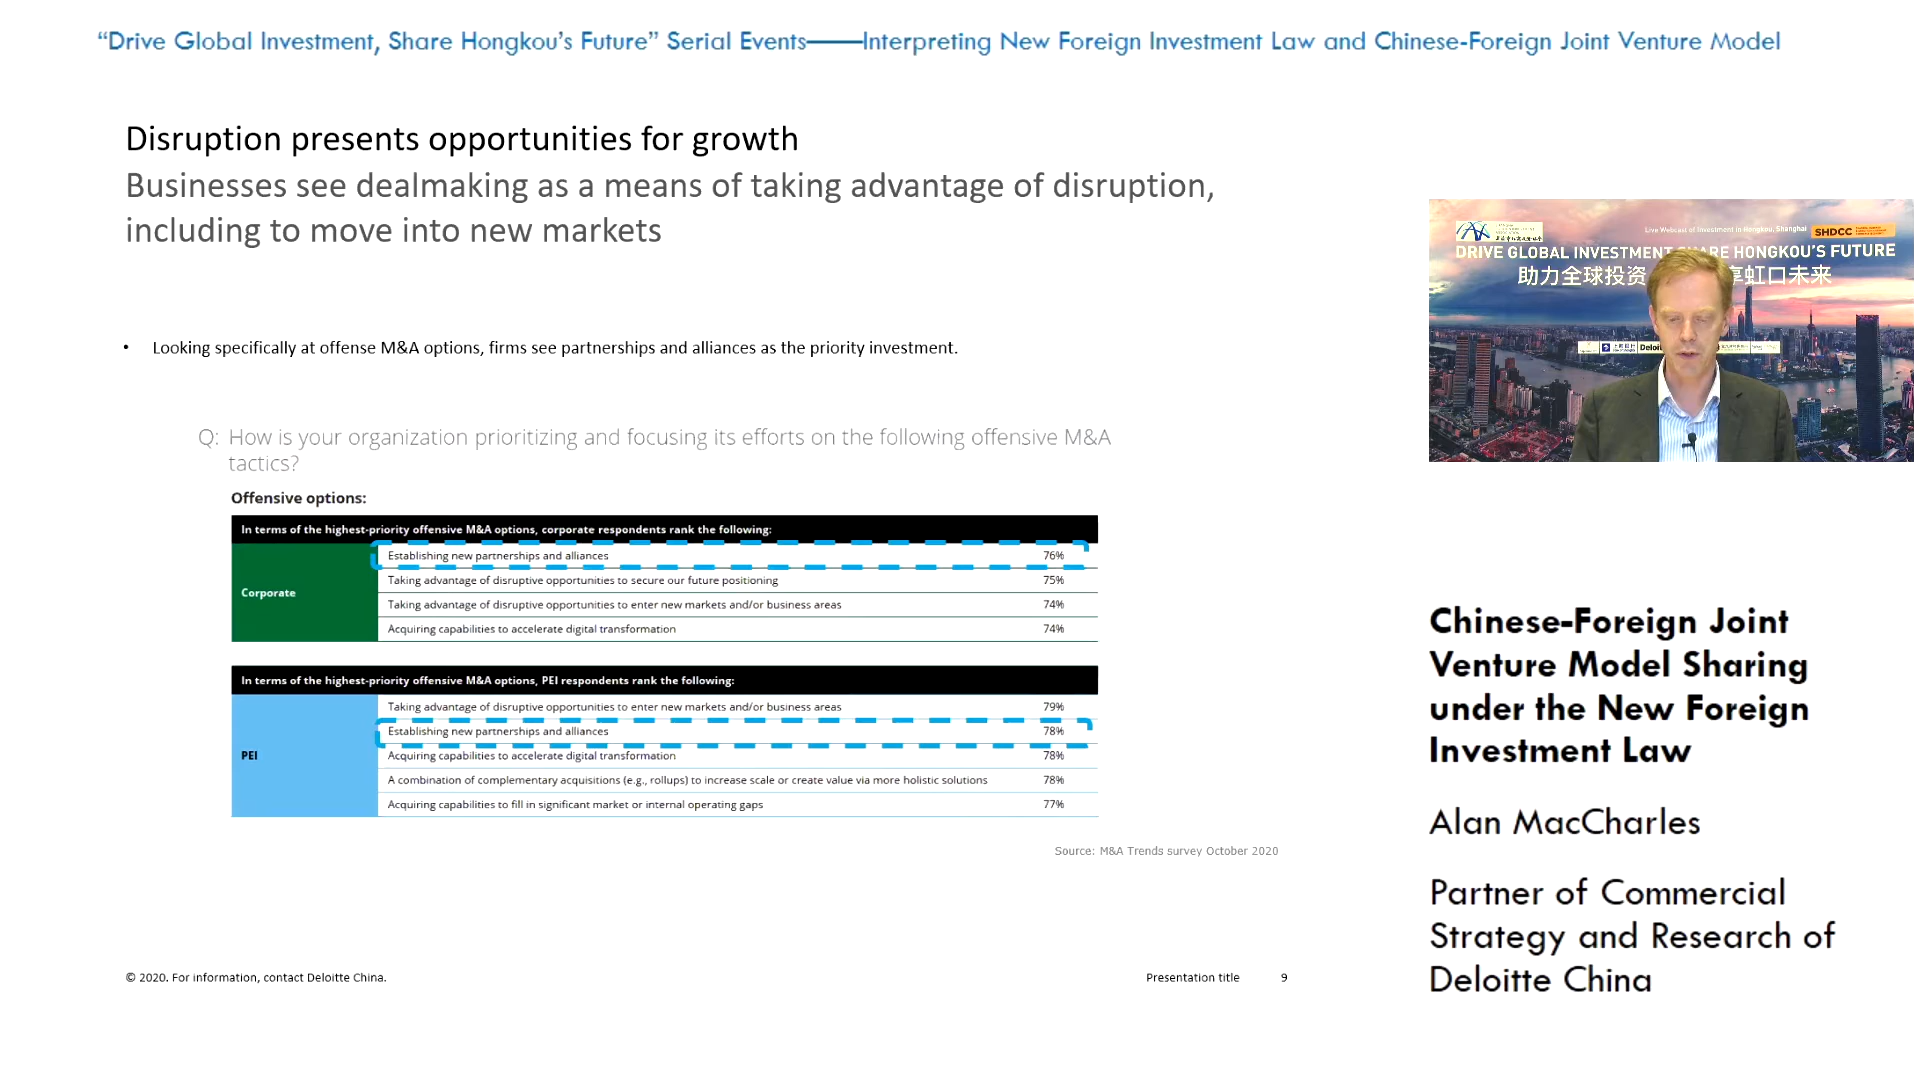 “Drive Global Investment, Share Hongkou’s Future” Serial Events——Interpreting New Foreign Investment Law and Chinese-Foreign Joint Venture Model
Disruption presents opportunities for growth
Businesses see dealmaking as a means of taking advantage of disruption,
including to move into new markets
• Looking specifically at offense M&A options, firms see partnerships and alliances as the priority investment.
Q: How is your organization prioritizing and focusing its efforts on the following offensive M&A
tactics?
Offensive options:
In terms of the highest-priority offensive M&A options, corporate respondents rank the following:
Corporate
Establishing new partnerships and alliances 76%
Taking advantage of disruptive opportunities to secure our future positioning 75%
Taking advantage of disruptive opportunities to enter new markets and/or business areas 74%
Acquiring capabilities to accelerate digital transformation 74%
In terms of the highest-priority offensive M&A options, PEI respondents rank the following:
PEI
Taking advantage of disruptive opportunities to enter new markets and/or business areas 79%
Establishing new partnerships and alliances 78%
Acquiring capabilities to accelerate digital transformation 78%
A combination of complementary acquisitions (e.g., rollups) to increase scale or create value via more holistic solutions 78%
Acquiring capabilities to fill in significant market or internal operating gaps 77%
Source: M&A Trends survey October 2020
© 2020. For information, contact Deloitte China.
Presentation title 9
Live Webcast of Investment in Hongkou, Shanghai
SHDCC
DRIVE GLOBAL INVESTMENT ARE HONGKOU'S FUTURE
助力全球投资 享虹口未来
Chinese-Foreign Joint
Venture Model Sharing
under the New Foreign
Investment Law
Alan MacCharles
Partner of Commercial
Strategy and Research of
Deloitte China